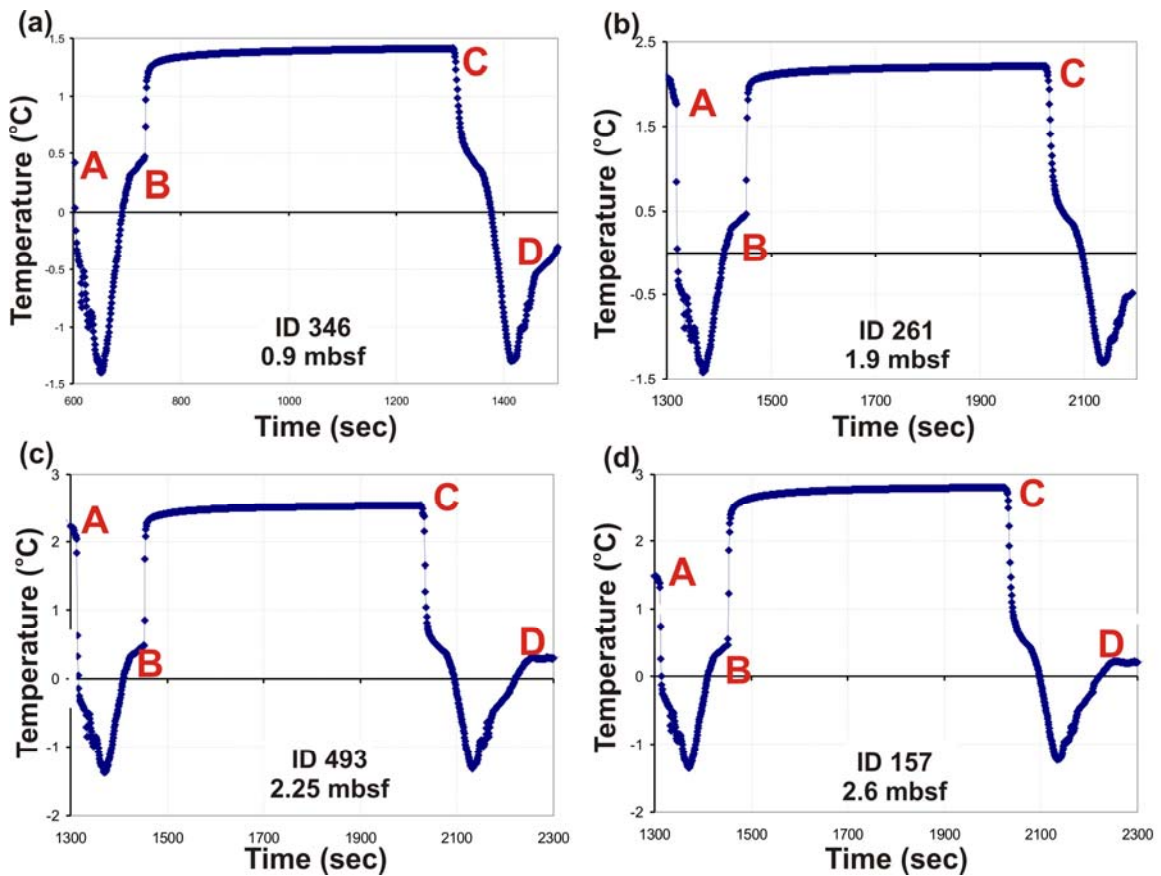 (a)
Temperature (°C)
1.5
1
0.5
0
-0.5
-1
-1.5
A
B
C
D
ID 346
0.9 mbsf
600
800
1000
1200
1400
Time (sec)
(b)
Temperature (°C)
2.5
1.5
0.5
-0.5
-1.5
A
B
C
ID 261
1.9 mbsf
1300
1500
1700
1900
2100
Time (sec)
(c)
Temperature (°C)
3
2
1
0
-1
-2
A
B
C
D
ID 493
2.25 mbsf
1300
1500
1700
1900
2100
2300
Time (sec)
(d)
Temperature (°C)
3
2
1
0
-1
-2
A
B
C
D
ID 157
2.6 mbsf
1300
1500
1700
1900
2100
2300
Time (sec)